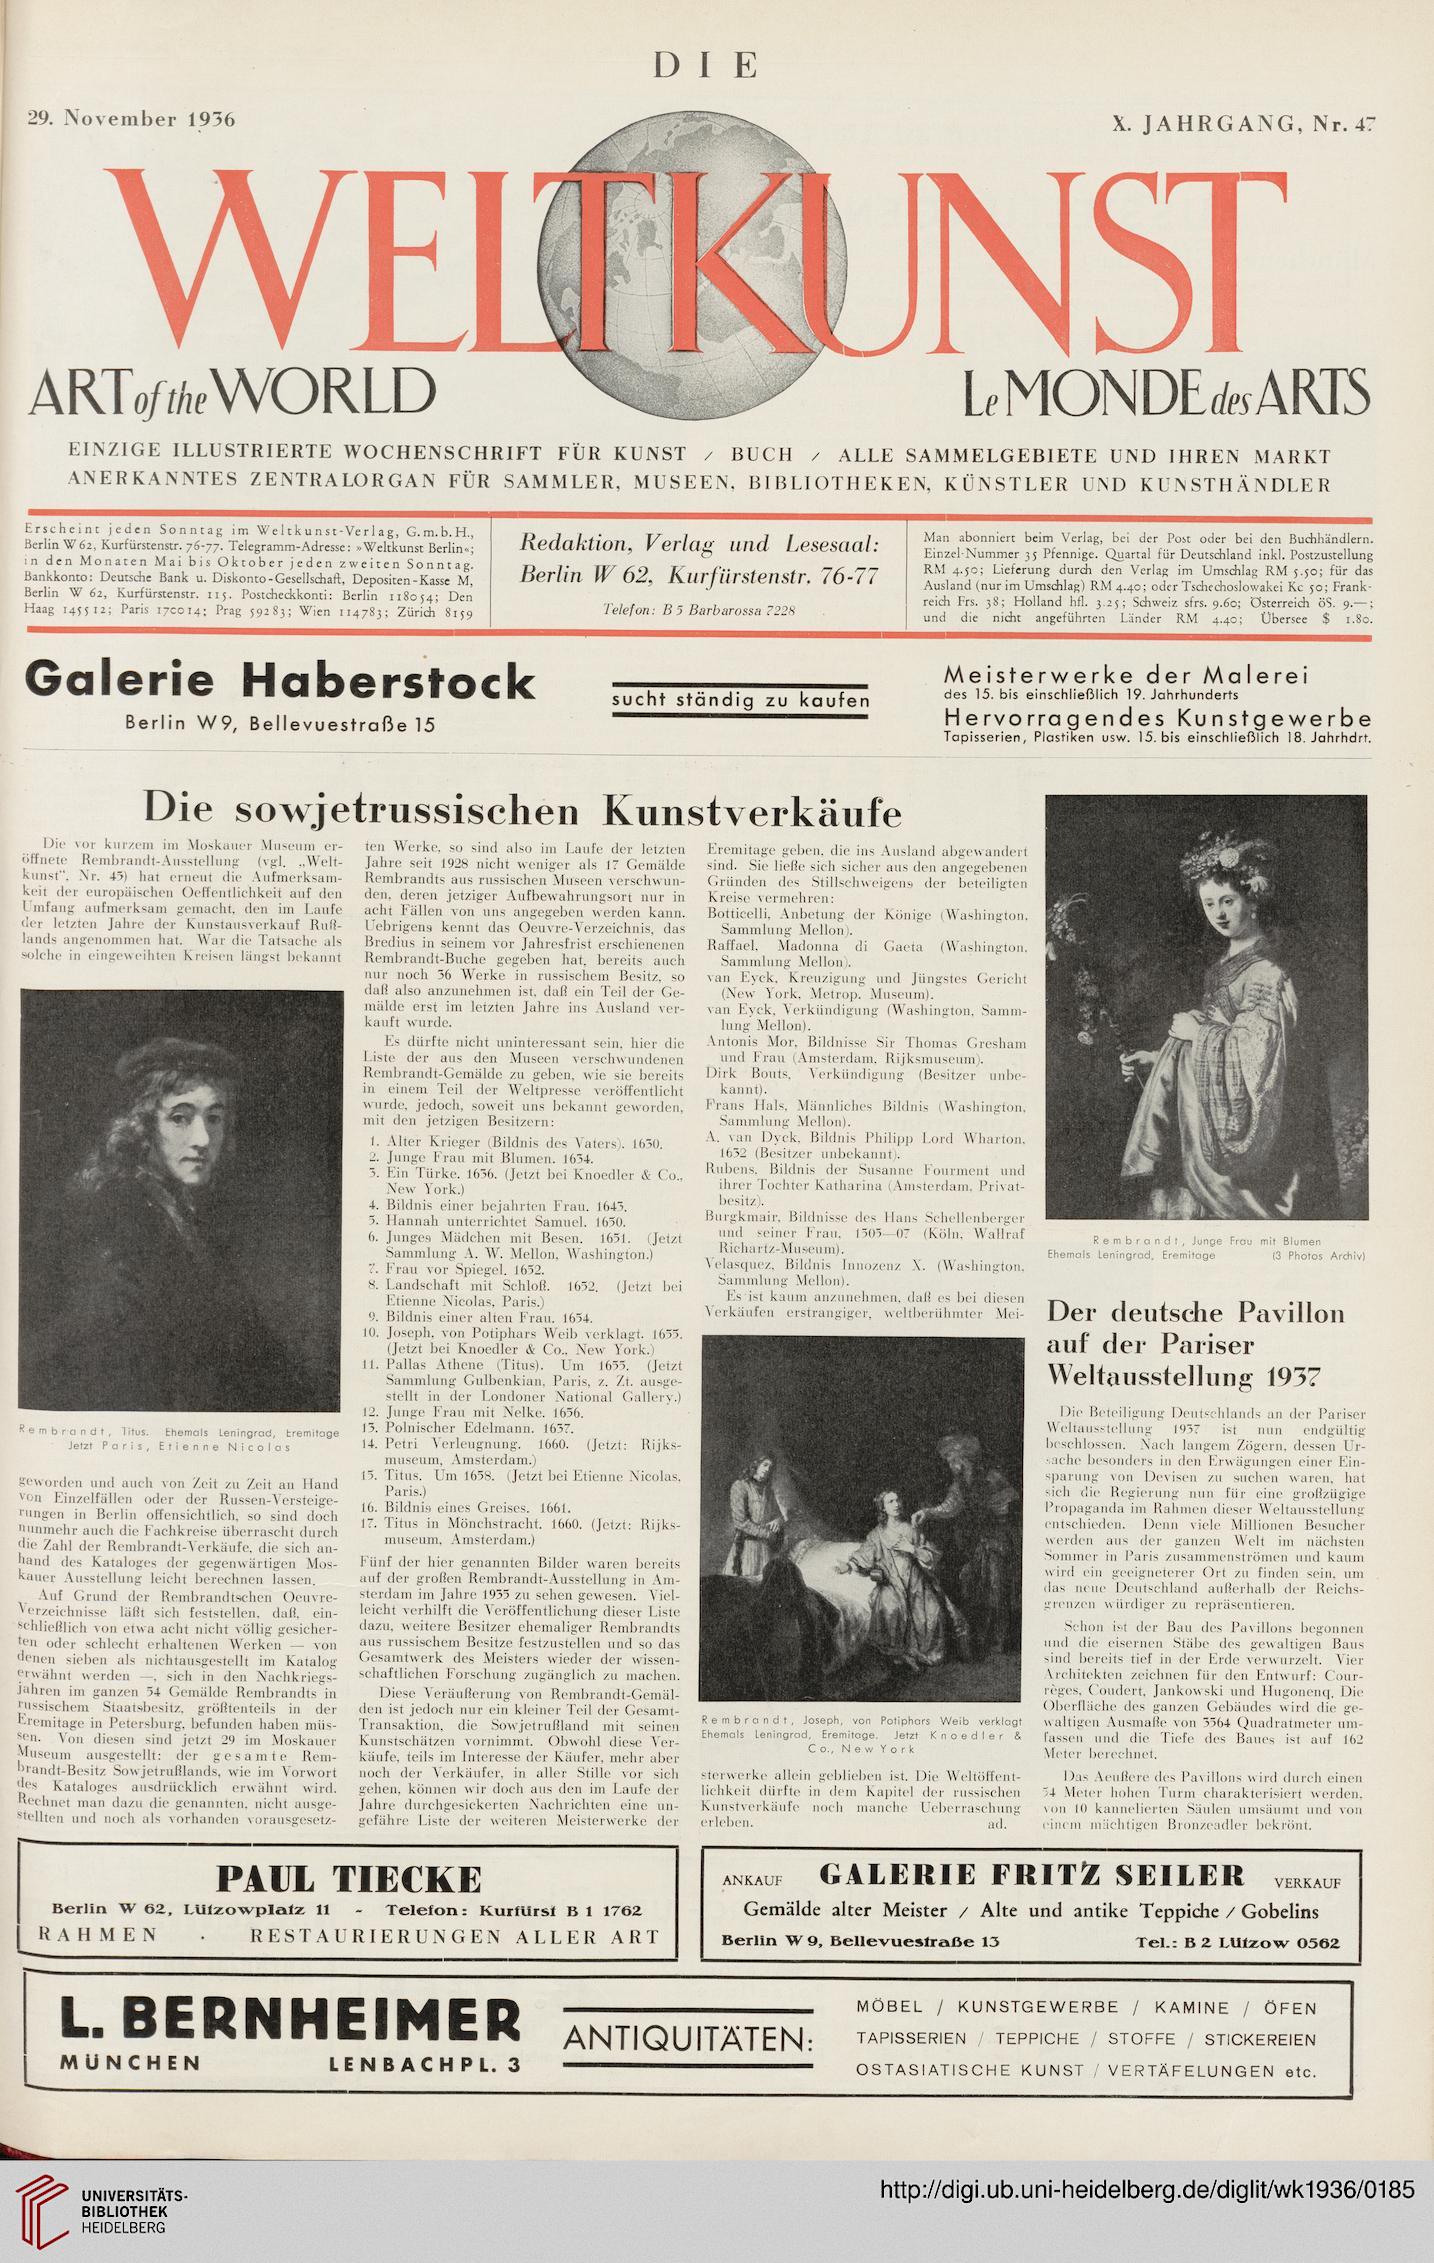 DIE
29. November 1936
X. JAHRGANG, Nr. 47
WELTKUNST
ART of the WORLD
Le MONDE des ARTS
EINZIGE ILLUSTRIERTE WOCHENSCHRIFT FÜR KUNST / BUCH / ALLE SAMMELGEBIETE UND IHREN MARKT
ANERKANNTES ZENTRALORGAN FÜR SAMMLER, MUSEEN, BIBLIOTHEKEN, KÜNSTLER UND KUNSTHÄNDLER
Erscheint jeden Sonntag im Weltkunst-Verlag, G.m.b.H.,
Berlin W 62, Kurfürstenstr. 76-77. Telegramm-Adresse: »Weltkunst Berlin«;
in den Monaten Mai bis Oktober jeden zweiten Sonntag.
Bankkonto: Deutsche Bank u. Diskonto-Gesellschaft, Depositen-Kasse M,
Berlin W 62, Kurfürstenstr. 115. Postcheckkonti: Berlin 118054; Den
Haag 145512; Paris 170014; Prag 59283; Wien 114783; Zürich 8159
Redaktion, Verlag und Lesesaal:
Berlin W 62, Kurfürstenstr. 76-77
Telefon: B 5 Barbarossa 7228
Man abonniert beim Verlag, bei der Post oder bei den Buchhändlern.
Einzel-Nummer 35 Pfennige. Quartal für Deutschland inkl. Postzustellung
RM 4.50; Lieferung durch den Verlag im Umschlag RM 5.50; für das
Ausland (nur im Umschlag) RM 4.40; oder Tschechoslowakei Kc 50; Frank-
reich Frs. 38; Holland hfl. 3.25; Schweiz sfrs. 9.60; Österreich öS. 9.—;
und die nicht angeführten Länder RM 4.40; Übersee $ 1.80.
Galerie Haberstock
Berlin W9, Bellevuestraße 15
sucht ständig zu kaufen
Meisterwerke der Malerei
des 15. bis einschließlich 19. Jahrhunderts
Hervorragendes Kunstgewerbe
Tapisserien, Plastiken usw. 15. bis einschließlich 18. Jahrhdrt.
Die sowjetrussischen Kunstverkäufe
Die vor kurzem im Moskauer Museum er-
öffnete Rembrandt-Ausstellung (vgl. „Welt-
kunst", Nr. 45) hat erneut die Aufmerksam-
keit der europäischen Oeffentlichkeit auf den
Umfang aufmerksam gemacht, den im Laufe
der letzten Jahre der Kunstausverkauf Ruß-
lands angenommen hat. War die Tatsache als
solche in eingeweihten Kreisen längst bekannt
Rembrandt, Titus. Ehemals Leningrad, Eremitage
Jetzt Paris, Etienne Nicolas
geworden und auch von Zeit zu Zeit an Hand
von Einzelfällen oder der Russen-Versteige-
rungen in Berlin offensichtlich, so sind doch
nunmehr auch die Fachkreise überrascht durch
die Zahl der Rembrandt-Verkäufe, die sich an-
hand des Kataloges der gegenwärtigen Mos-
kauer Ausstellung leicht berechnen lassen.
Auf Grund der Rembrandtschen Oeuvre-
Verzeichnisse läßt sich feststellen, daß, ein-
schließlich von etwa acht nicht völlig gesicher-
ten oder schlecht erhaltenen Werken — von
denen sieben als nichtausgestellt im Katalog
erwähnt werden —, sich in den Nachkriegs-
jahren im ganzen 54 Gemälde Rembrandts in
russischem Staatsbesitz, größtenteils in der
Eremitage in Petersburg, befunden haben müs-
sen. Von diesen sind jetzt 29 im Moskauer
Museum ausgestellt: der gesamte Rem-
brandt-Besitz Sowjetrußlands, wie im Vorwort
des Kataloges ausdrücklich erwähnt wird.
Rechnet man dazu die genannten, nicht ausge-
stellten und noch als vorhanden vorausgesetz-
ten Werke, so sind also im Laufe der letzten
Jahre seit 1928 nicht weniger als 17 Gemälde
Rembrandts aus russischen Museen verschwun-
den, deren jetziger Aufbewahrungsort nur in
acht Fällen von uns angegeben werden kann.
Uebrigens kennt das Oeuvre-Verzeichnis, das
Bredius in seinem vor Jahresfrist erschienenen
Rembrandt-Buche gegeben hat, bereits auch
nur noch 36 Werke in russischem Besitz, so
daß also anzunehmen ist, daß ein Teil der Ge-
mälde erst im letzten Jahre ins Ausland ver-
kauft wurde.
Es dürfte nicht uninteressant sein, hier die
Liste der aus den Museen verschwundenen
Rembrandt-Gemälde zu geben, wie sie bereits
in einem Teil der Weltpresse veröffentlicht
wurde, jedoch, soweit uns bekannt geworden,
mit den jetzigen Besitzern:
1. Alter Krieger (Bildnis des Vaters). 1630.
2. Junge Frau mit Blumen. 1634.
3. Ein Türke. 1636. (Jetzt bei Knoedler & Co.,
New York.)
4. Bildnis einer bejahrten Frau. 1643.
5. Hannah unterrichtet Samuel. 1650.
6. Junges Mädchen mit Besen. 1651. (Jetzt
Sammlung A. W. Mellon, Washington.)
7. Frau vor Spiegel. 1652.
8. Landschaft mit Schloß. 1652. (Jetzt bei
Etienne Nicolas, Paris.)
9. Bildnis einer alten Frau. 1654.
10. Joseph, von Potiphars Weib verklagt. 1655.
(Jetzt bei Knoedler & Co., New York.)
11. Pallas Athene (Titus). Um 1655. (Jetzt
Sammlung Gulbenkian, Paris, z. Zt. ausge-
stellt in der Londoner National Gallery.)
12. Junge Frau mit Nelke. 1656.
13. Polnischer Edelmann. 1637.
14. Petri Verleugnung. 1660. (Jetzt: Rijks-
museum, Amsterdam.)
15. Titus. Um 1658. (Jetzt bei Etienne Nicolas,
Paris.)
16. Bildnis eines Greises. 1661.
17. Titus in Mönchstracht. 1660. (Jetzt: Rijks-
museum, Amsterdam.)
Fünf der hier genannten Bilder waren bereits
auf der großen Rembrandt-Ausstellung in Am-
sterdam im Jahre 1935 zu sehen gewesen. Viel-
leicht verhilft die Veröffentlichung dieser Liste
dazu, weitere Besitzer ehemaliger Rembrandts
aus russischem Besitze festzustellen und so das
Gesamtwerk des Meisters wieder der wissen-
schaftlichen Forschung zugänglich zu machen.
Diese Veräußerung von Rembrandt-Gemäl-
den ist jedoch nur ein kleiner Teil der Gesamt-
Transaktion, die Sowjetrußland mit seinen
Kunstschätzen vornimmt. Obwohl diese Ver-
käufe, teils im Interesse der Käufer, mehr aber
noch der Verkäufer, in aller Stille vor sich
gehen, können wir doch aus den im Laufe der
Jahre durchgesickerten Nachrichten eine un-
gefähre Liste der weiteren Meisterwerke der
Eremitage geben, die ins Ausland abgewandert
sind. Sie ließe sich sicher aus den angegebenen
Gründen des Stillschweigens der beteiligten
Kreise vermehren:
Botticelli, Anbetung der Könige (Washington,
Sammlung Mellon).
Raffael, Madonna di Gaeta (Washington,
Sammlung Mellon).
van Eyck, Kreuzigung und Jüngstes Gericht
(New York, Metrop. Museum).
van Eyck, Verkündigung (Washington, Samm-
lung Mellon).
Antonis Mor, Bildnisse Sir Thomas Gresham
und Frau (Amsterdam, Rijksmuseum).
Dirk Bouts, Verkündigung (Besitzer unbe-
kannt).
Frans Hals, Männliches Bildnis (Washington,
Sammlung Mellon).
A. van Dyck, Bildnis Philipp Lord Wharton,
1632 (Besitzer unbekannt).
Rubens, Bildnis der Susanne Fourment und
ihrer Tochter Katharina (Amsterdam, Privat-
besitz).
Burgkmair, Bildnisse des Hans Schellenberger
und seiner Frau, 1505—07 (Köln, Wallraf
Richartz-Museum).
Velasquez, Bildnis Innozenz X. (Washington,
Sammlung Mellon).
Es ist kaum anzunehmen, daß es bei diesen
Verkäufen erstrangiger, weltberühmter Mei-
Rembrandt, Joseph, von Potiphars Weib verklagt
Ehemals Leningrad, Eremitage. Jetzt Knoedler &
Co., New York
sterwerke allein geblieben ist. Die Weltöffent-
lichkeit dürfte in dem Kapitel der russischen
Kunstverkäufe noch manche Ueberraschung
erleben. ad.
Rembrandt, Junge Frau mit Blumen
Ehemals Leningrad, Eremitage (3 Photos Archiv)
Der deutsche Pavillon
auf der Pariser
Weltausstellung 1937
Die Beteiligung Deutschlands an der Pariser
Weltausstellung 1937 ist nun endgültig
beschlossen. Nach langem Zögern, dessen Ur-
sache besonders in den Erwägungen einer Ein-
sparung von Devisen zu suchen waren, hat
sich die Regierung nun für eine großzügige
Propaganda im Rahmen dieser Weltausstellung
entschieden. Denn viele Millionen Besucher
werden aus der ganzen Welt im nächsten
Sommer in Paris zusammenströmen und kaum
wird ein geeigneterer Ort zu finden sein, um
das neue Deutschland außerhalb der Reichs-
grenzen würdiger zu repräsentieren.
Schon ist der Bau des Pavillons begonnen
und die eisernen Stäbe des gewaltigen Baus
sind bereits tief in der Erde verwurzelt. Vier
Architekten zeichnen für den Entwurf: Cour-
règes, Coudert, Jankowski und Hugonenq. Die
Oberfläche des ganzen Gebäudes wird die ge-
waltigen Ausmaße von 3364 Quadratmeter um-
fassen und die Tiefe des Baues ist auf 162
Meter berechnet.
Das Aeußere des Pavillons wird durch einen
54 Meter hohen Turm charakterisiert werden,
von 10 kannelierten Säulen umsäumt und von
einem mächtigen Bronzeadler bekrönt.
PAUL TIECKE
Berlin W 62, Lützowplatz 11 - Telefon: Kurfürst B 1 1762
RAHMEN · RESTAURIERUNGEN ALLER ART
ANKAUF GALERIE FRITZ SEILER VERKAUF
Gemälde alter Meister / Alte und antike Teppiche / Gobelins
Berlin W 9, Bellevuestraße 13 Tel.: B 2 Lützow 0562
L. BERNHEIMER
MÜNCHEN LENBACHPL. 3
ANTIQUITÄTEN:
MÖBEL / KUNSTGEWERBE / KAMINE / ÖFEN
TAPISSERIEN / TEPPICHE / STOFFE / STICKEREIEN
OSTASIATISCHE KUNST / VERTÄFELUNGEN etc.
UNIVERSITÄTS-
BIBLIOTHEK
HEIDELBERG
http://digi.ub.uni-heidelberg.de/diglit/wk1936/0185